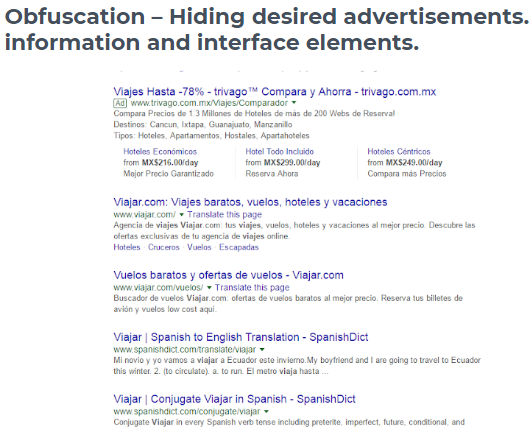 Obfuscation – Hiding desired advertisements.
information and interface elements.
Viajes Hasta -78% - trivago™ Compara y Ahorra - trivago.com.mx
Ad www.trivago.com.mx/Viajes/Comparador
Compara Precios de 1.3 Millones de Hoteles de más de 200 Webs de Reserva!
Destinos: Cancun, Ixtapa, Guanajuato, Manzanillo
Tipos: Hoteles, Apartamentos, Hostales, Apartahoteles
Hoteles Económicos Hotel Todo Incluido Hoteles Céntricos
from MX$216.00/day from MX$299.00/day from MX$249.00/day
Mejor Precio Garantizado Reserva Ahora Compara más Precios
Viajar.com: Viajes baratos, vuelos, hoteles y vacaciones
www.viajar.com/ Translate this page
Agencia de viajes Viajar.com: tus viajes, vuelos, hoteles y vacaciones al mejor precio. Descubre las
ofertas exclusivas de tu agencia de viajes online.
Hoteles · Cruceros · Vuelos · Escapadas
Vuelos baratos y ofertas de vuelos - Viajar.com
www.viajar.com/vuelos/ Translate this page
Buscador de vuelos Viajar.com: ofertas de vuelos baratos al mejor precio. Reserva tus billetes de
avión y vuelos low cost aquí.
Viajar | Spanish to English Translation - SpanishDict
www.spanishdict.com/translate/viajar
Mi novio y yo vamos a viajar a Ecuador este invierno.My boyfriend and I are going to travel to Ecuador
this winter. 2. (to circulate). a. to run. El metro viaja hasta ...
Viajar | Conjugate Viajar in Spanish - SpanishDict
www.spanishdict.com/conjugate/viajar
Conjugate Viajar in every Spanish verb tense including preterite, imperfect, future, conditional, and